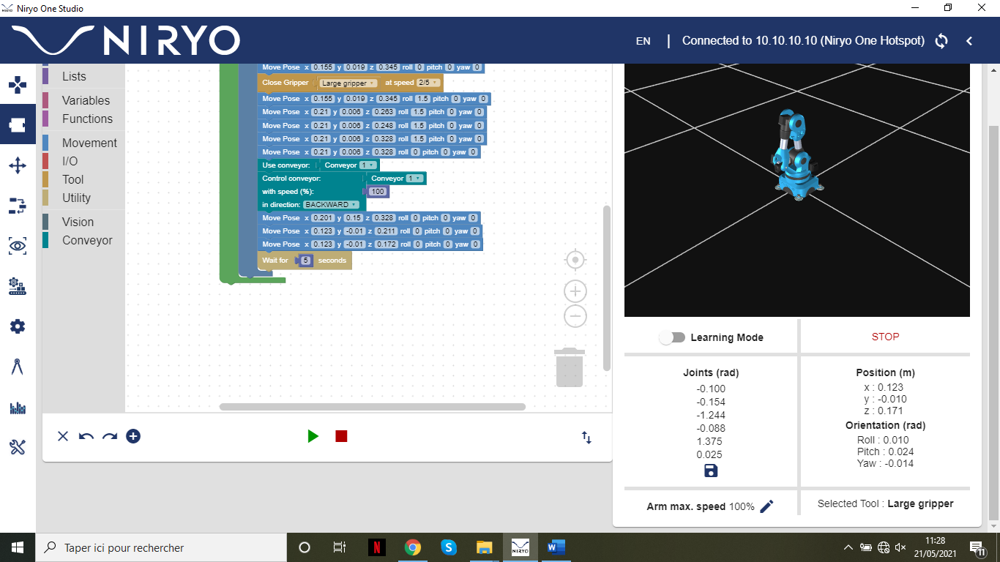 Niryo One Studio
NIRYO
EN | Connected to 10.10.10.10 (Niryo One Hotspot)
Lists
Variables
Functions
Movement
I/O
Tool
Utility
Vision
Conveyor
Move Pose x 0.155 y 0.019 z 0.345 roll 0 pitch 0 yaw 0
Close Gripper Large gripper at speed 2/5
Move Pose x 0.155 y 0.019 z 0.345 roll 1.5 pitch 0 yaw 0
Move Pose x 0.21 y 0.006 z 0.263 roll 1.5 pitch 0 yaw 0
Move Pose x 0.21 y 0.006 z 0.248 roll 1.5 pitch 0 yaw 0
Move Pose x 0.21 y 0.006 z 0.328 roll 1.5 pitch 0 yaw 0
Move Pose x 0.21 y 0.006 z 0.328 roll 0 pitch 0 yaw 0
Use conveyor: Conveyor 1
Control conveyor: Conveyor 1
with speed (%): 100
in direction: BACKWARD
Move Pose x 0.201 y 0.15 z 0.328 roll 0 pitch 0 yaw 0
Move Pose x 0.123 y -0.01 z 0.211 roll 0 pitch 0 yaw 0
Move Pose x 0.123 y -0.01 z 0.172 roll 0 pitch 0 yaw 0
Wait for 5 seconds
Learning Mode
STOP
Joints (rad)
-0.100
-0.154
-1.244
-0.088
1.375
0.025
Position (m)
x : 0.123
y : -0.010
z : 0.171
Orientation (rad)
Roll : 0.010
Pitch : 0.024
Yaw : -0.014
Arm max. speed 100%
Selected Tool : Large gripper
Taper ici pour rechercher
11:28
21/05/2021
11